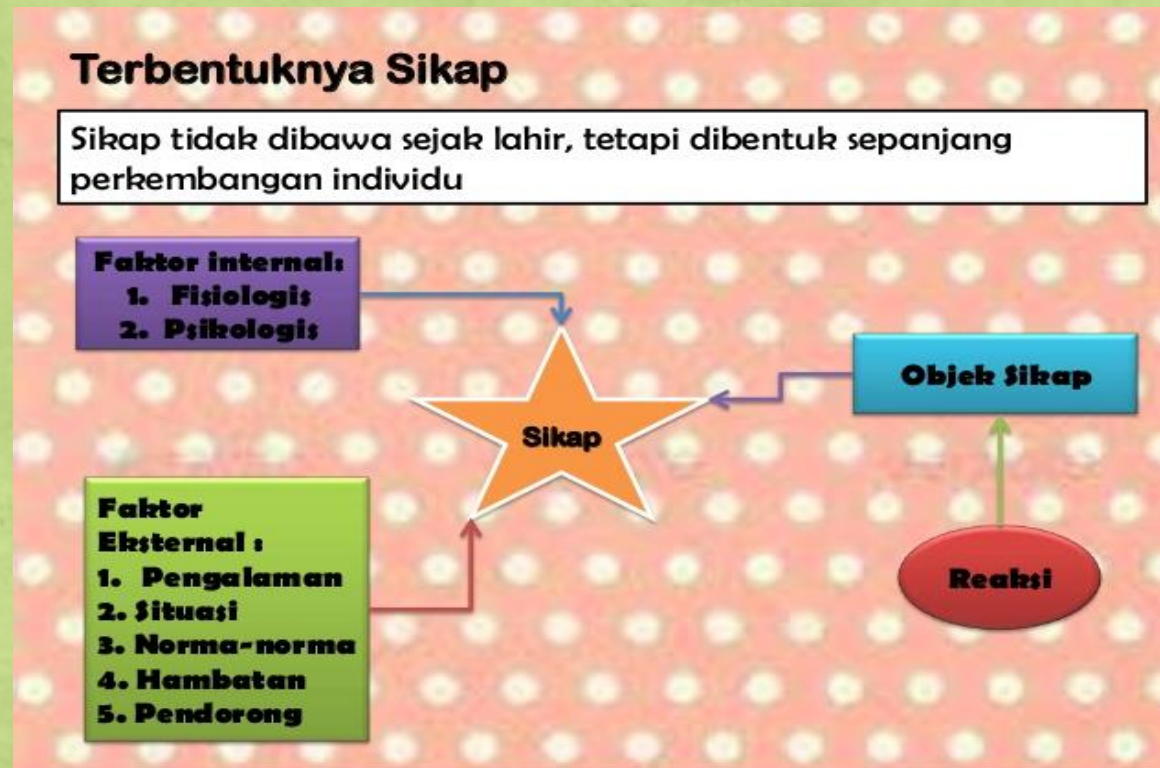 Terbentuknya Sikap
Sikap tidak dibawa sejak lahir, tetapi dibentuk sepanjang
perkembangan individu
Faktor internal:
1. Fisiologis
2. Psikologis
Sikap
Objek Sikap
Faktor
Eksternal :
1. Pengalaman
2. Situasi
3. Norma-norma
4. Hambatan
5. Pendorong
Reaksi